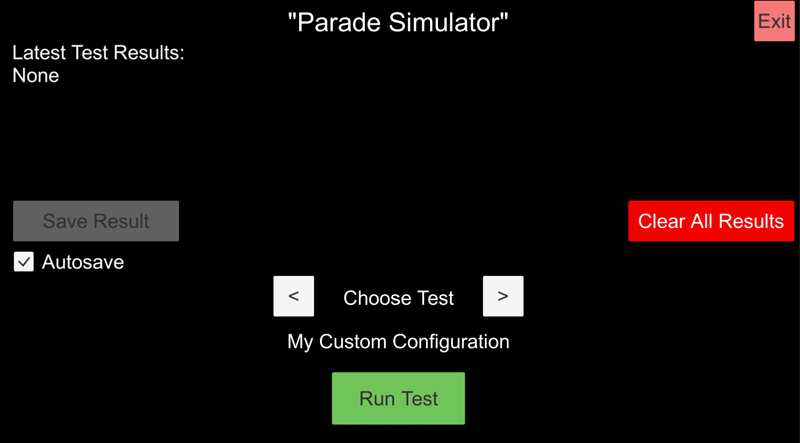 "Parade Simulator"
Exit
Latest Test Results:
None
Save Result
Clear All Results
Autosave
< Choose Test >
My Custom Configuration
Run Test